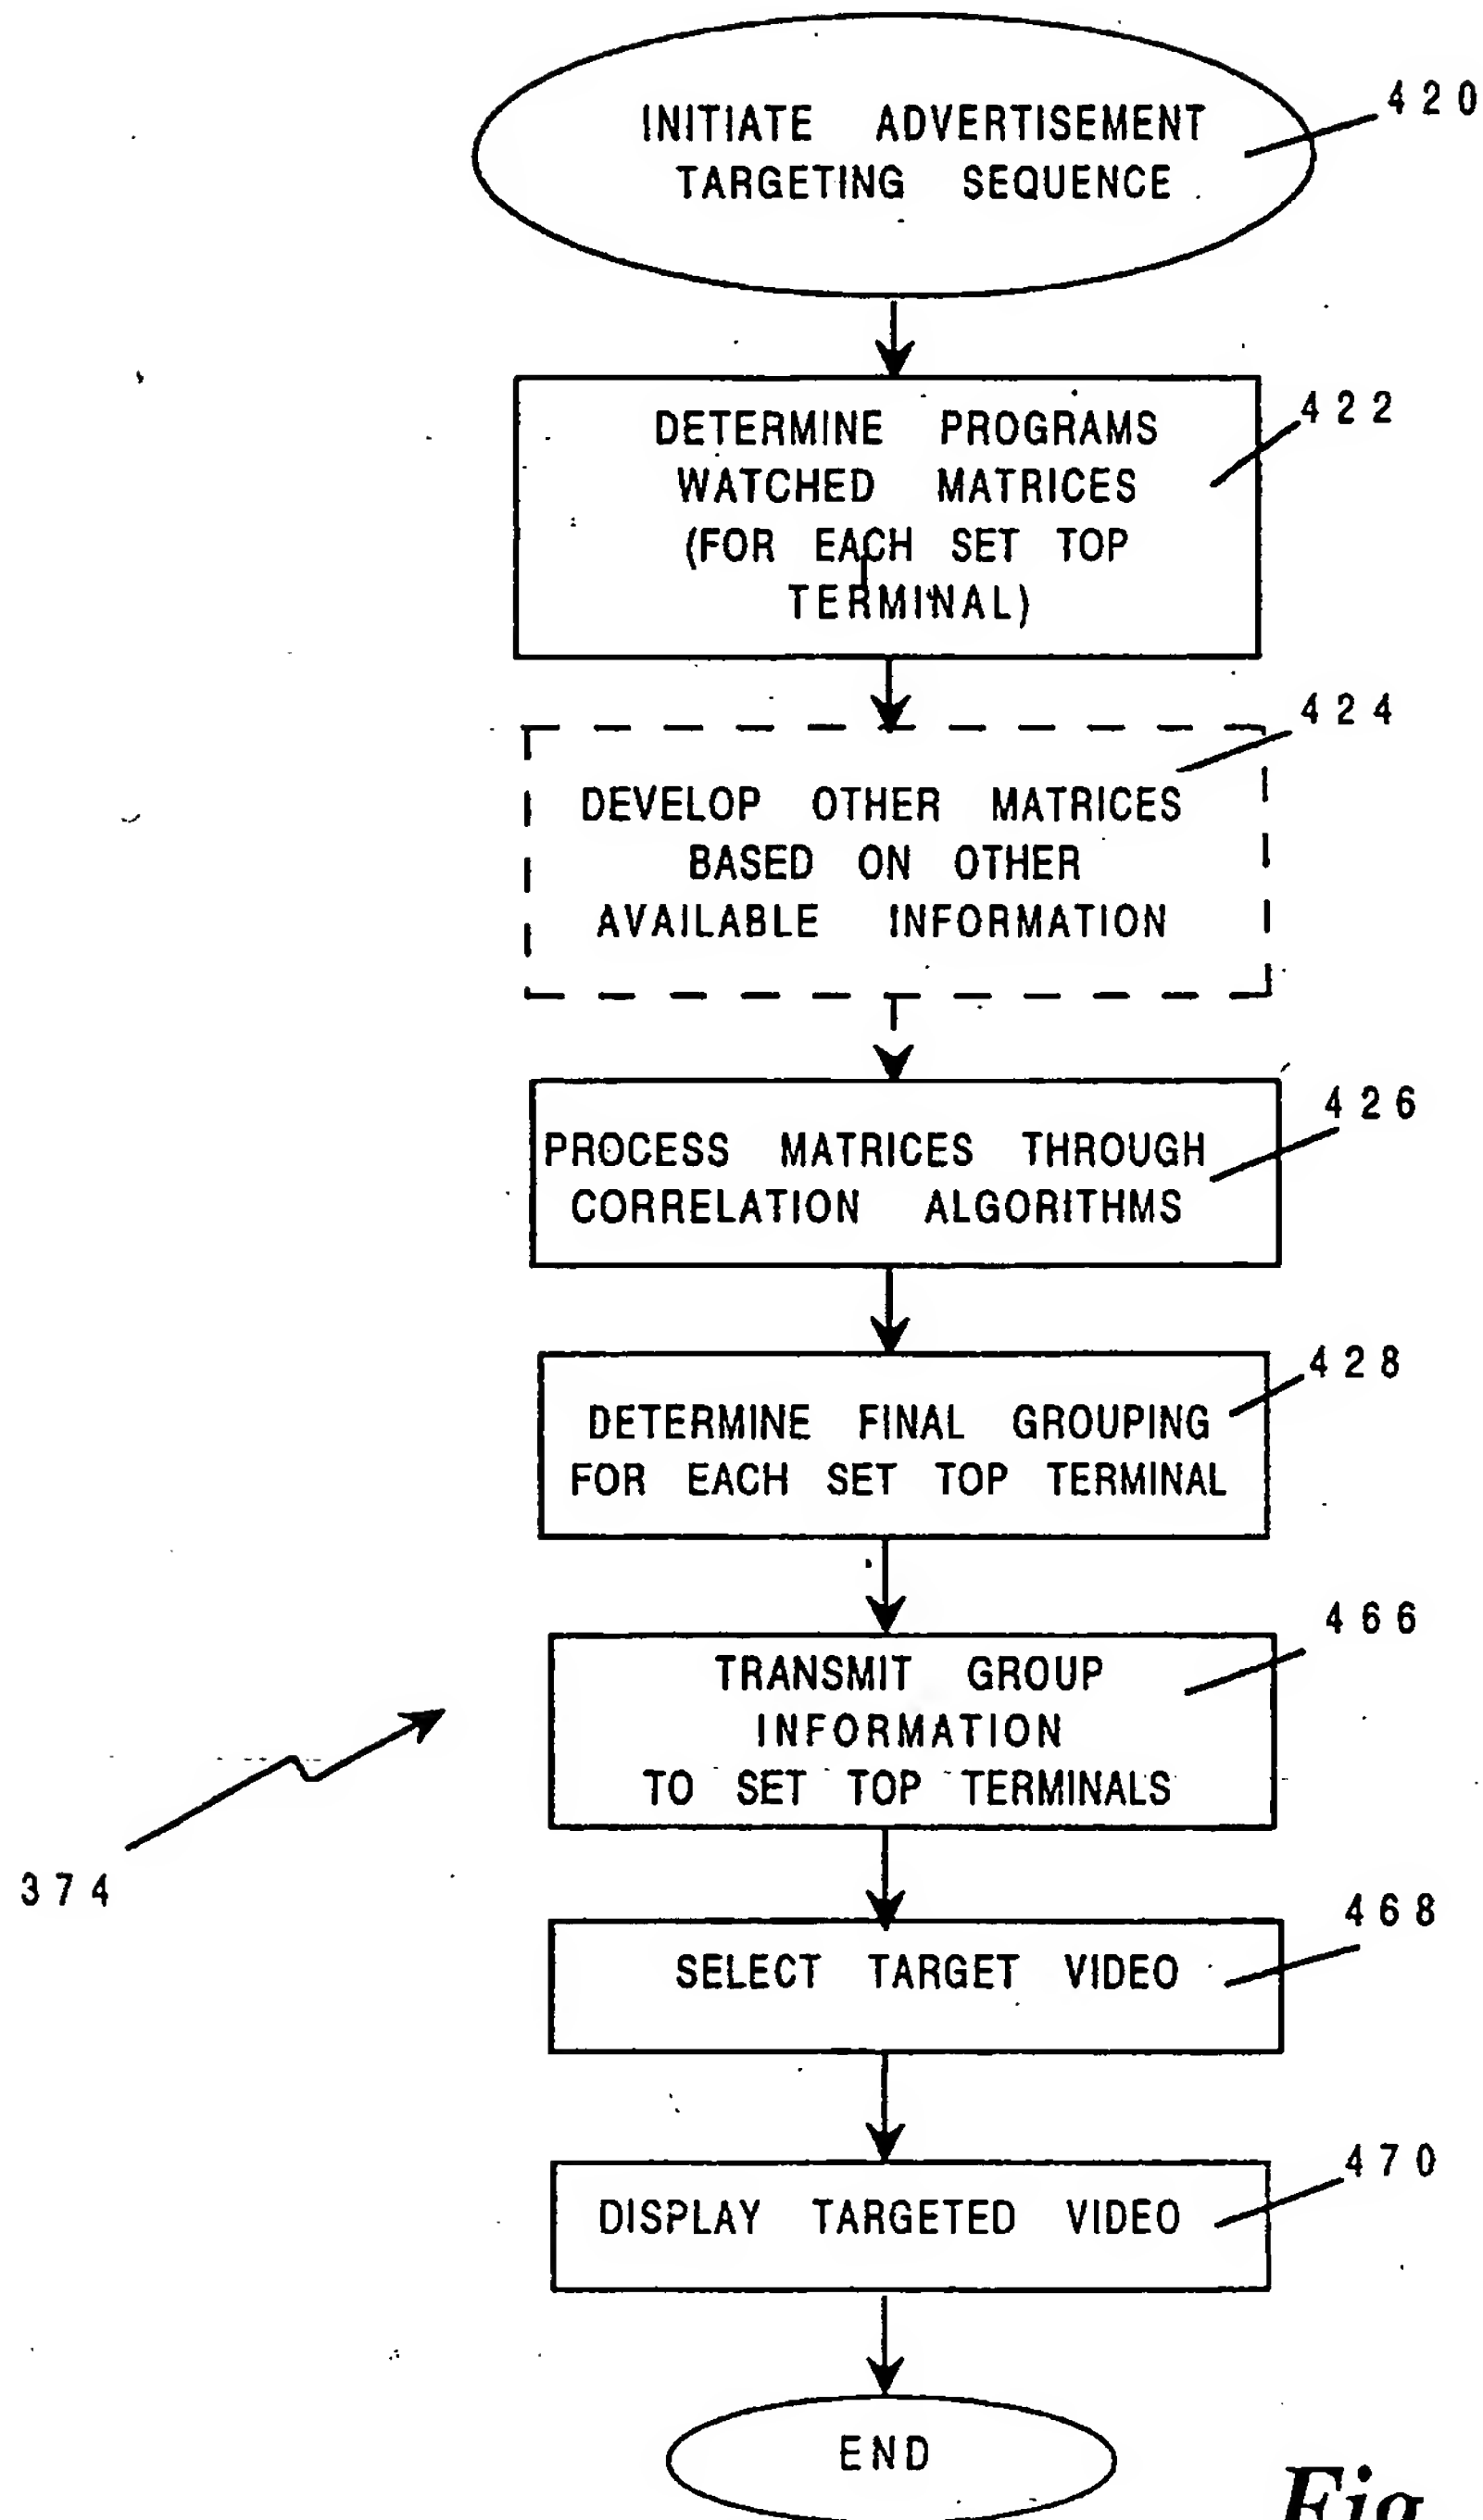 INITIATE ADVERTISEMENT
TARGETING SEQUENCE
420
DETERMINE PROGRAMS
WATCHED MATRICES
(FOR EACH SET TOP
TERMINAL)
422
424
DEVELOP OTHER MATRICES
BASED ON OTHER
AVAILABLE INFORMATION
426
PROCESS MATRICES THROUGH
CORRELATION ALGORITHMS
428
DETERMINE FINAL GROUPING
FOR EACH SET TOP TERMINAL
466
TRANSMIT GROUP
INFORMATION
TO SET TOP TERMINALS
374
468
SELECT TARGET VIDEO
470
DISPLAY TARGETED VIDEO
END
Fig